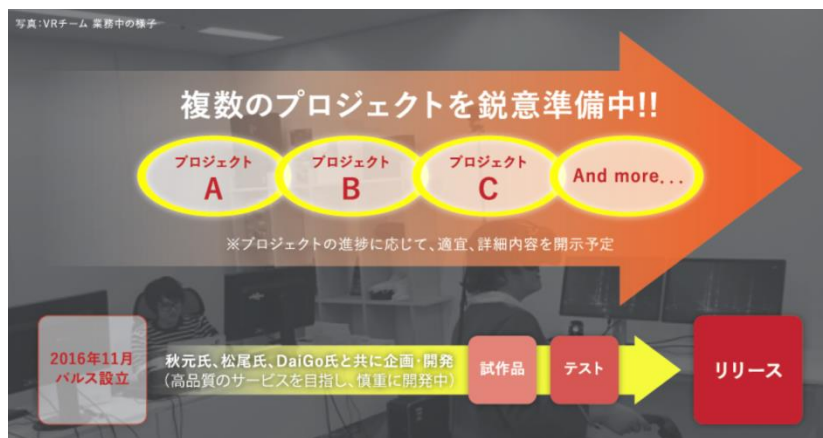 写真:VRチーム 業務中の様子
複数のプロジェクトを鋭意準備中!!
プロジェクト
A
プロジェクト
B
プロジェクト
C
And more...
※プロジェクトの進捗に応じて、適宜、詳細内容を開示予定
2016年11月
パルス設立
秋元氏、松尾氏、DaiGo氏と共に企画・開発
(高品質のサービスを目指し、慎重に開発中)
試作品
テスト
リリース